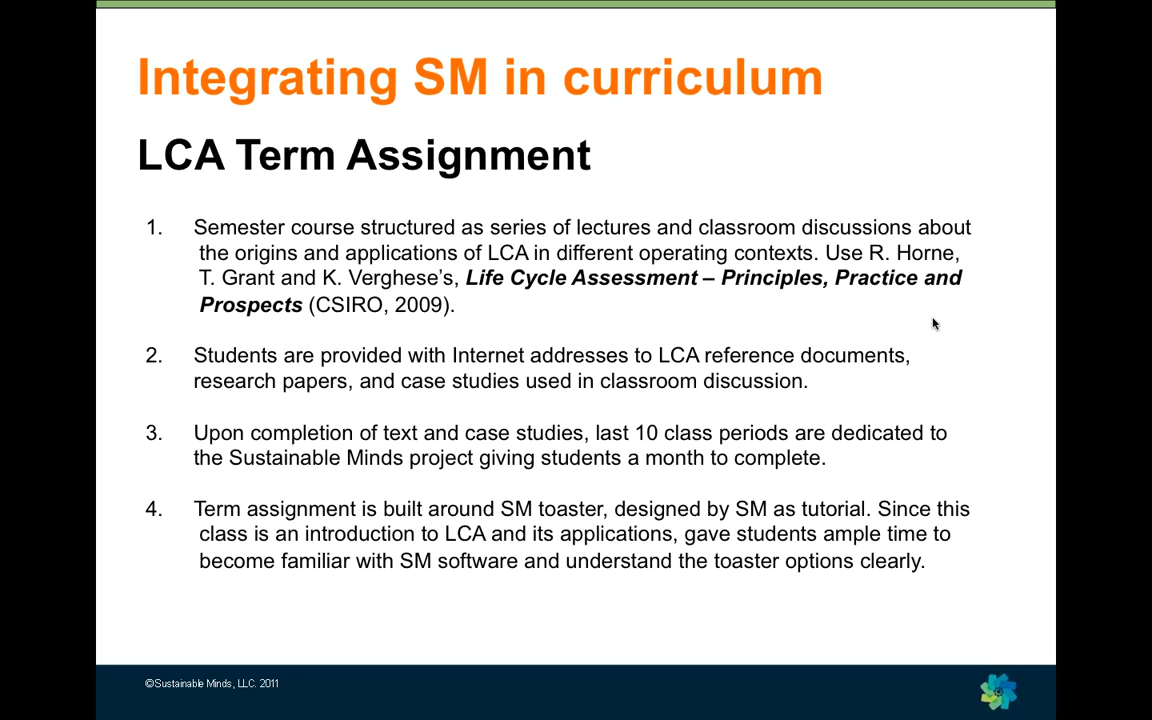 Integrating SM in curriculum
LCA Term Assignment
1. Semester course structured as series of lectures and classroom discussions about
the origins and applications of LCA in different operating contexts. Use R. Horne,
T. Grant and K. Verghese’s, Life Cycle Assessment – Principles, Practice and
Prospects (CSIRO, 2009).
2. Students are provided with Internet addresses to LCA reference documents,
research papers, and case studies used in classroom discussion.
3. Upon completion of text and case studies, last 10 class periods are dedicated to
the Sustainable Minds project giving students a month to complete.
4. Term assignment is built around SM toaster, designed by SM as tutorial. Since this
class is an introduction to LCA and its applications, gave students ample time to
become familiar with SM software and understand the toaster options clearly.
©Sustainable Minds, LLC. 2011